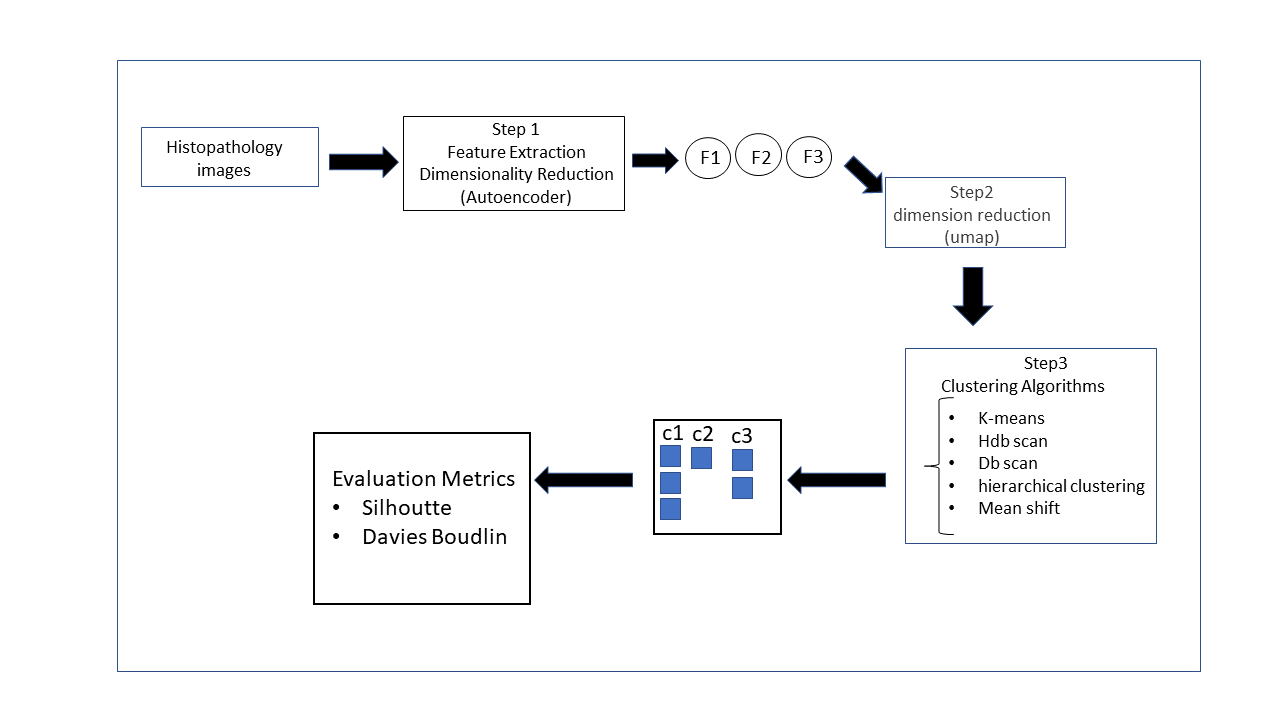 Histopathology
images
Step 1
Feature Extraction
Dimensionality Reduction
(Autoencoder)
F1
F2
F3
Step2
dimension reduction
(umap)
Step3
Clustering Algorithms
• K-means
• Hdb scan
• Db scan
• hierarchical clustering
• Mean shift
c1 c2 c3
Evaluation Metrics
• Silhoutte
• Davies Boudlin